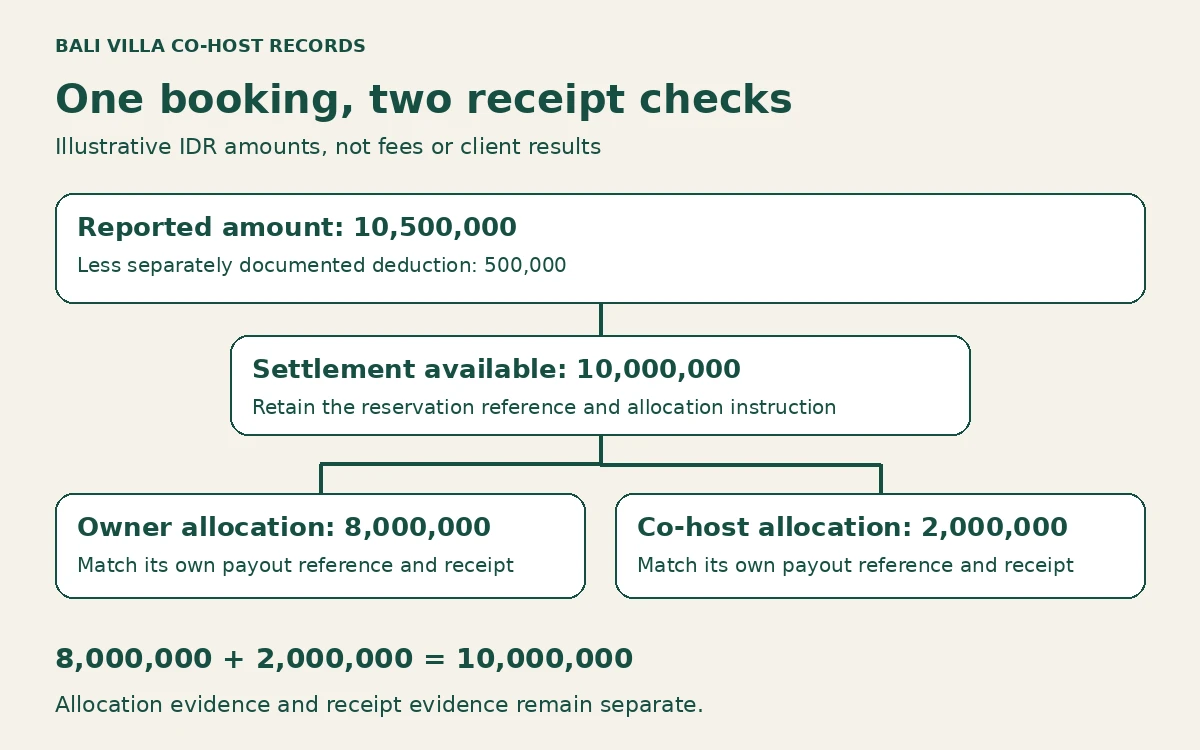 BALI VILLA CO-HOST RECORDS
One booking, two receipt checks
Illustrative IDR amounts, not fees or client results
Reported amount: 10,500,000
Less separately documented deduction: 500,000
Settlement available: 10,000,000
Retain the reservation reference and allocation instruction
Owner allocation: 8,000,000
Match its own payout reference and receipt
Co-host allocation: 2,000,000
Match its own payout reference and receipt
8,000,000 + 2,000,000 = 10,000,000
Allocation evidence and receipt evidence remain separate.